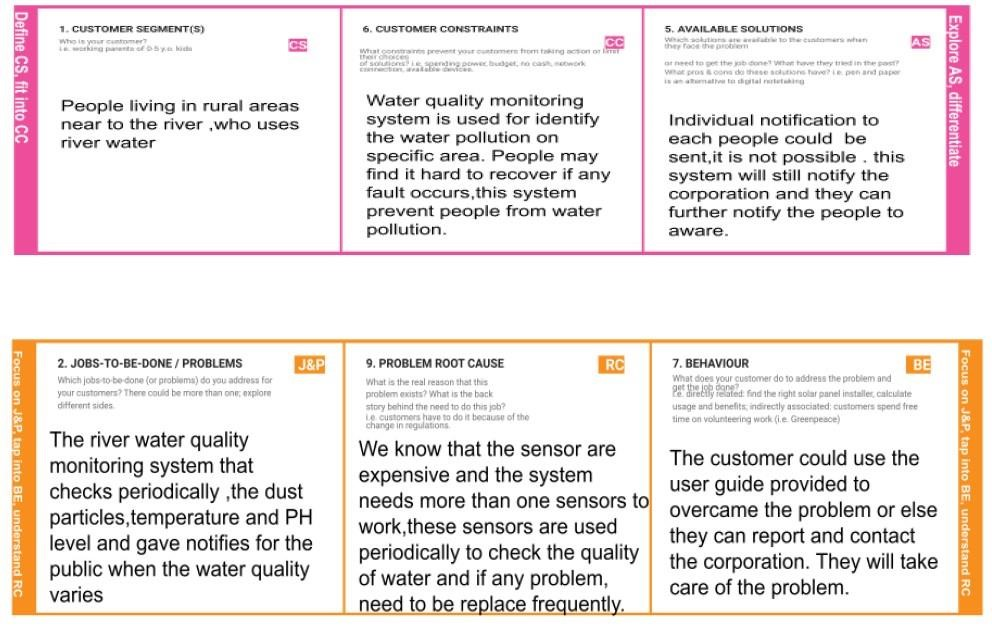 Define CS, fit into CC
1. CUSTOMER SEGMENT(S)
Who is your customer?
i.e. working parents of 0-5 y.o. kids
CS
People living in rural areas
near to the river ,who uses
river water
6. CUSTOMER CONSTRAINTS
CC
What constraints prevent your customers from taking action or limit
their choices
of solutions? i.e. spending power, budget, no cash, network
connection, available devices.
Water quality monitoring
system is used for identify
the water pollution on
specific area. People may
find it hard to recover if any
fault occurs,this system
prevent people from water
pollution.
5. AVAILABLE SOLUTIONS
Which solutions are available to the customers when
they face the problem
AS
or need to get the job done? What have they tried in the past?
What pros & cons do these solutions have? i.e. pen and paper
is an alternative to digital notetaking
Individual notification to
each people could  be
sent,it is not possible . this
system will still notify the
corporation and they can
further notify the people to
aware.
Explore AS, differentiate
Focus on J&P, tap into BE, understand RC
2. JOBS-TO-BE-DONE / PROBLEMS
J&P
Which jobs-to-be-done (or problems) do you address for
your customers? There could be more than one; explore
different sides.
The river water quality
monitoring system that
checks periodically ,the dust
particles,temperature and PH
level and gave notifies for the
public when the water quality
varies
9. PROBLEM ROOT CAUSE
RC
What is the real reason that this
problem exists? What is the back
story behind the need to do this job?
i.e. customers have to do it because of the
change in regulations.
We know that the sensor are
expensive and the system
needs more than one sensors to
work,these sensors are used
periodically to check the quality
of water and if any problem,
need to be replace frequently.
7. BEHAVIOUR
BE
What does your customer do to address the problem and
get the job done?
i.e. directly related: find the right solar panel installer, calculate
usage and benefits; indirectly associated: customers spend free
time on volunteering work (i.e. Greenpeace)
The customer could use the
user guide provided to
overcame the problem or else
they can report and contact
the corporation. They will take
care of the problem.
Focus on J&P, tap into BE, understand RC